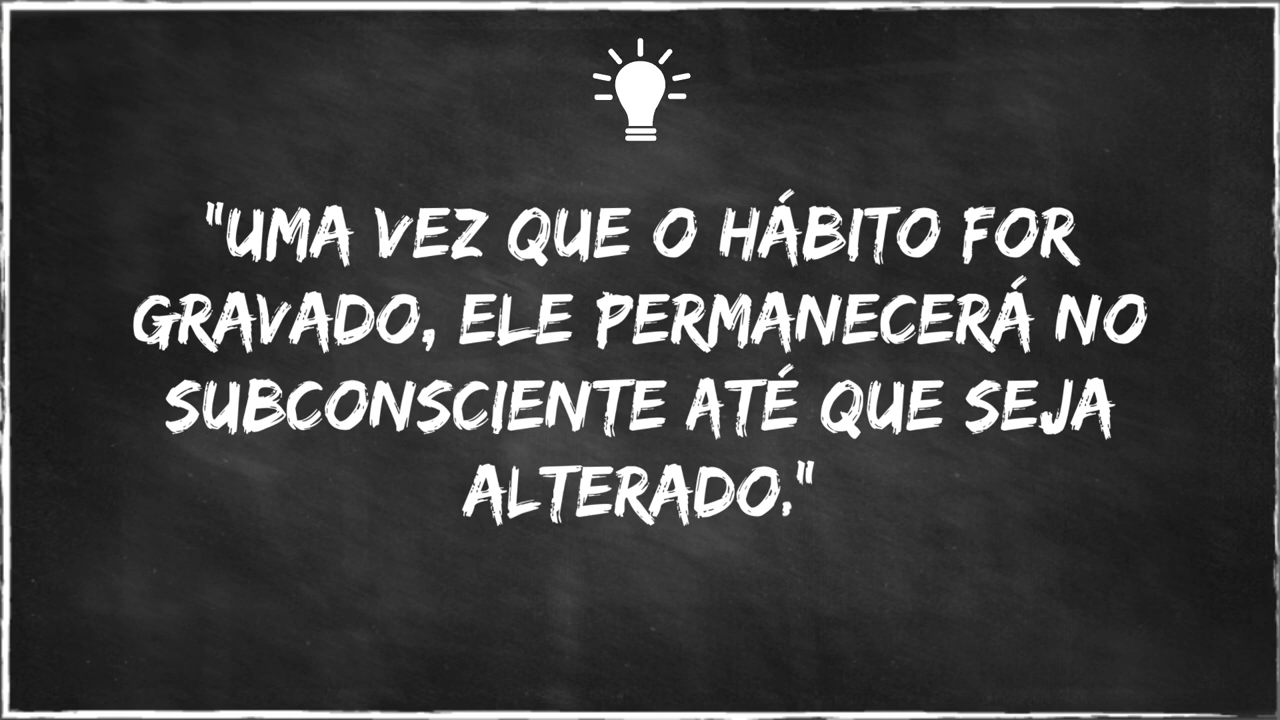 "UMA VEZ QUE O HÁBITO FOR
GRAVADO, ELE PERMANECERÁ NO
SUBCONSCIENTE ATÉ QUE SEJA
ALTERADO."